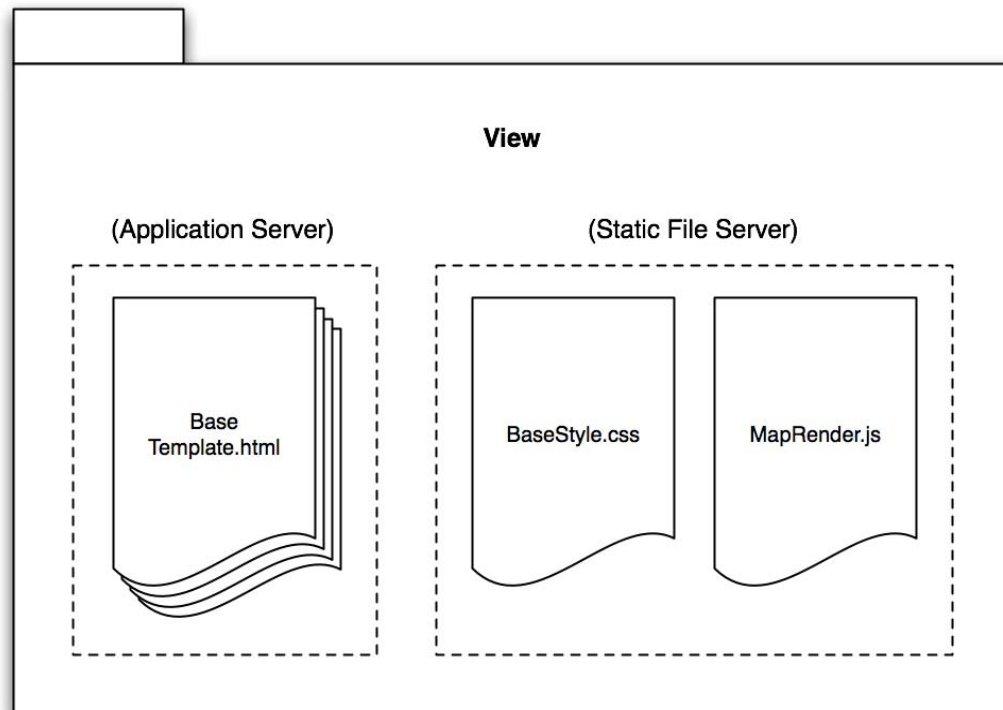 View
(Application Server)
(Static File Server)
Base
Template.html
BaseStyle.css
MapRender.js